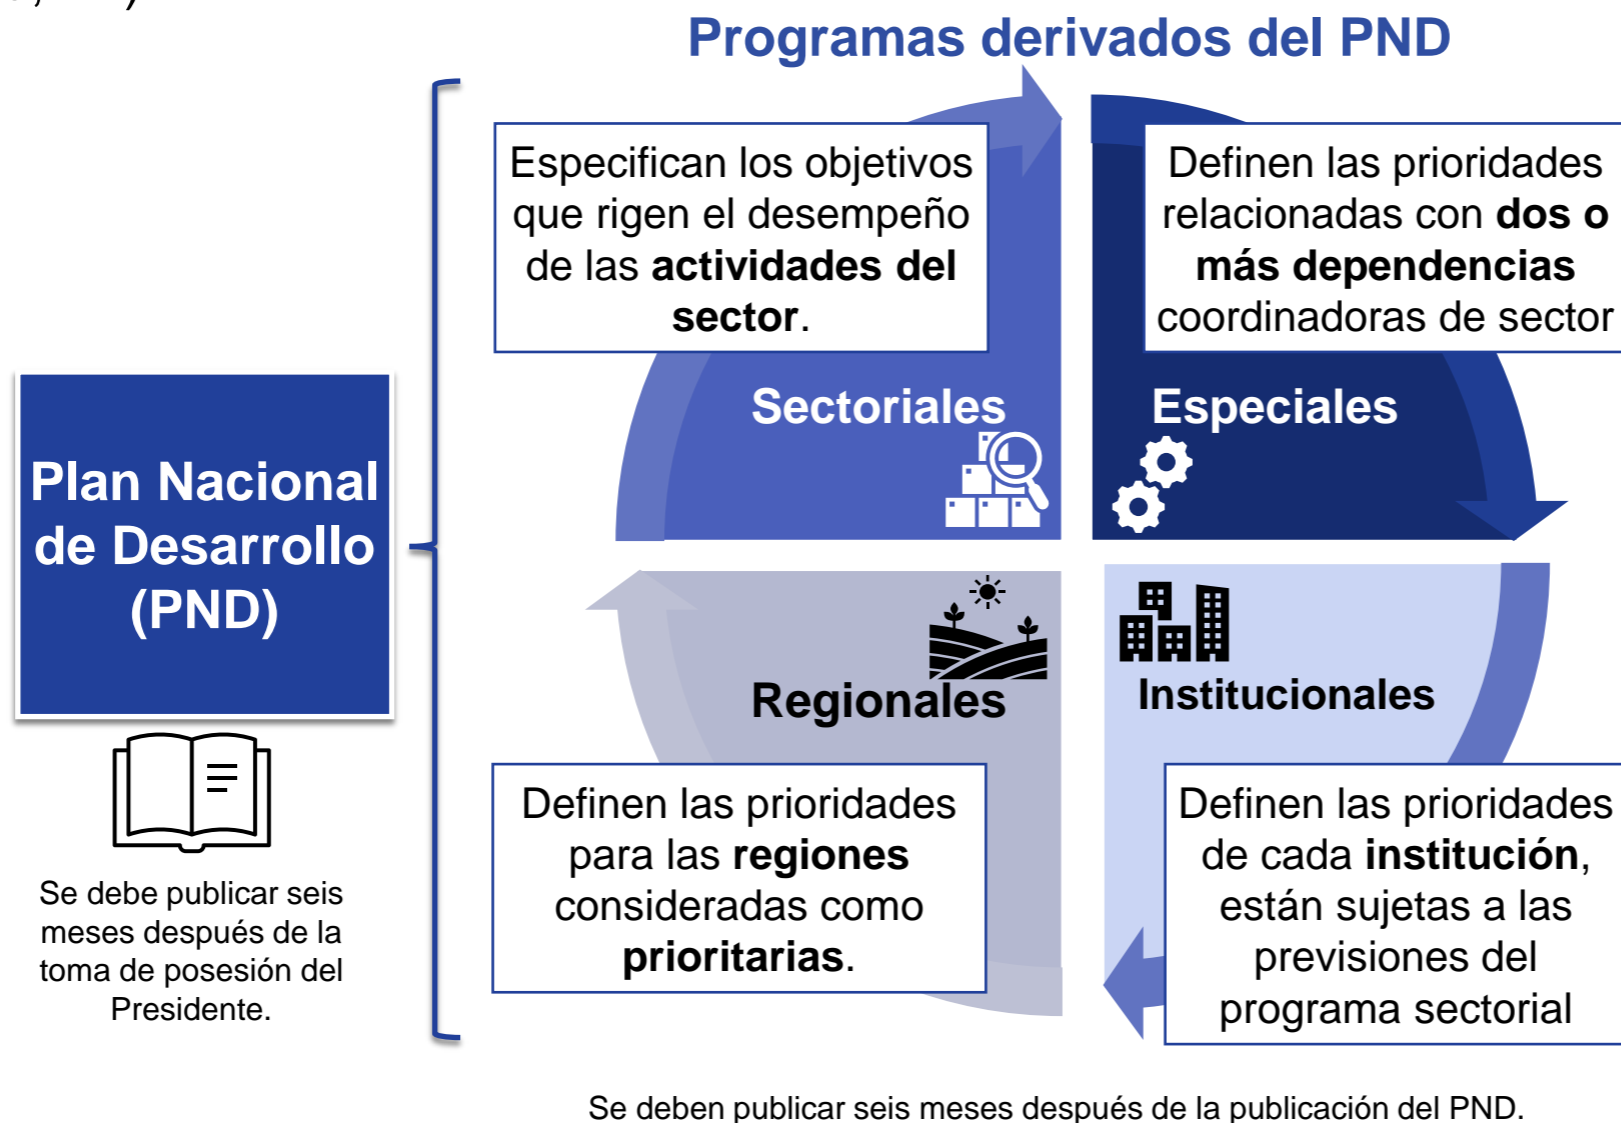 Programas derivados del PND
Especifican los objetivos
que rigen el desempeño
de las actividades del
sector.
Definen las prioridades
relacionadas con dos o
más dependencias
coordinadoras de sector
Sectoriales
Especiales
Plan Nacional
de Desarrollo
(PND)
Regionales
Institucionales
Definen las prioridades
para las regiones
consideradas como
prioritarias.
Definen las prioridades
de cada institución,
están sujetas a las
previsiones del
programa sectorial
Se debe publicar seis
meses después de la
toma de posesión del
Presidente.
Se deben publicar seis meses después de la publicación del PND.